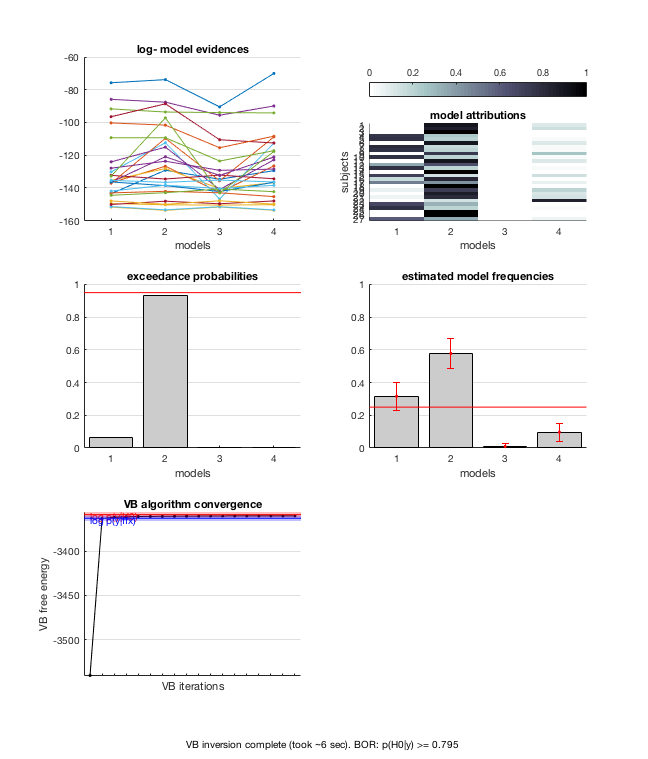 log- model evidences
-60
-80
-100
-120
-140
-160
1 2 3 4
models
0 0.2 0.4 0.6 0.8 1
model attributions
subjects
27
1 2 3 4
models
exceedance probabilities
1
0.8
0.6
0.4
0.2
0
1 2 3 4
models
estimated model frequencies
1
0.8
0.6
0.4
0.2
0
1 2 3 4
models
VB algorithm convergence
log p(y|ffx)
-3400
-3450
-3500
VB free energy
VB iterations
VB inversion complete (took ~6 sec). BOR: p(H0|y) >= 0.795